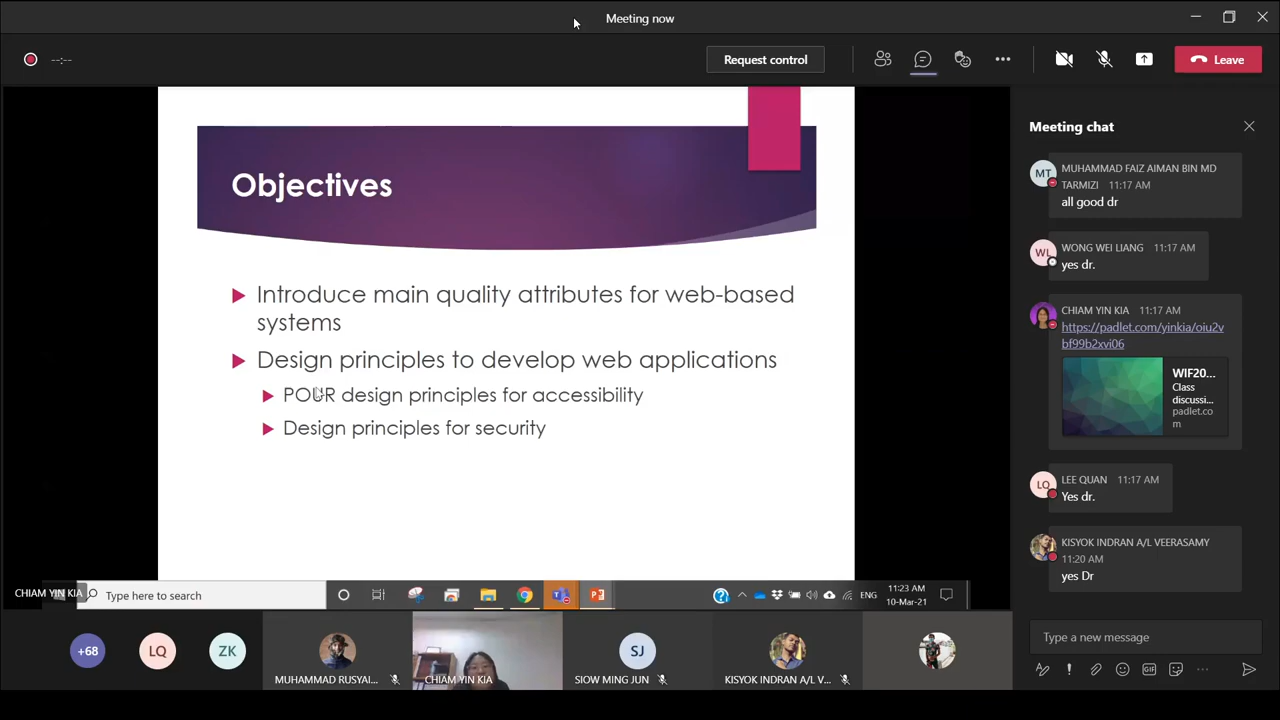 Meeting now
--:--
Request control
Leave
Objectives
Introduce main quality attributes for web-based
systems
Design principles to develop web applications
POUR design principles for accessibility
Design principles for security
Meeting chat
MT
MUHAMMAD FAIZ AIMAN BIN MD
TARMIZI 11:17 AM
all good dr
WL
WONG WEI LIANG 11:17 AM
yes dr.
CHIAM YIN KIA 11:17 AM
https://padlet.com/yinkia/oiu2v
bf99b2xvi06
WIF20...
Class
discussi...
padlet.co
m
LQ
LEE QUAN 11:17 AM
Yes dr.
KISYOK INDRAN A/L VEERASAMY
11:20 AM
yes Dr
CHIAM YIN KIA
Type here to search
ENG
11:23 AM
10-Mar-21
+68
LQ
ZK
MUHAMMAD RUSYAI...
CHIAM YIN KIA
SJ
SIOW MING JUN
KISYOK INDRAN A/L V...
Type a new message
GIF